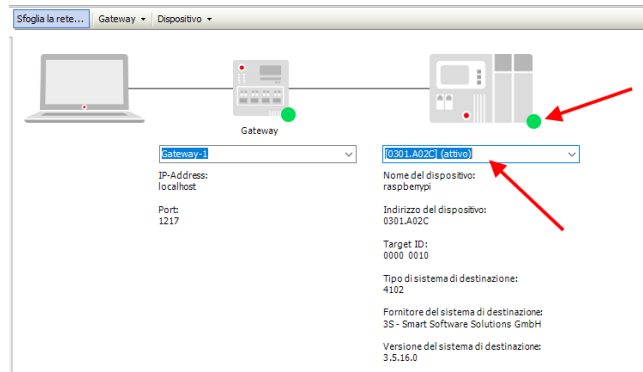 Sfoglia la rete... Gateway Dispositivo
Gateway
Gateway-1
[0301.A02C] (attivo)
IP-Address:
localhost
Port:
1217
Nome del dispositivo:
raspberrypi
Indirizzo del dispositivo:
0301.A02C
Target ID:
0000 0010
Tipo di sistema di destinazione:
4102
Fornitore del sistema di destinazione:
3S - Smart Software Solutions GmbH
Versione del sistema di destinazione:
3.5.16.0